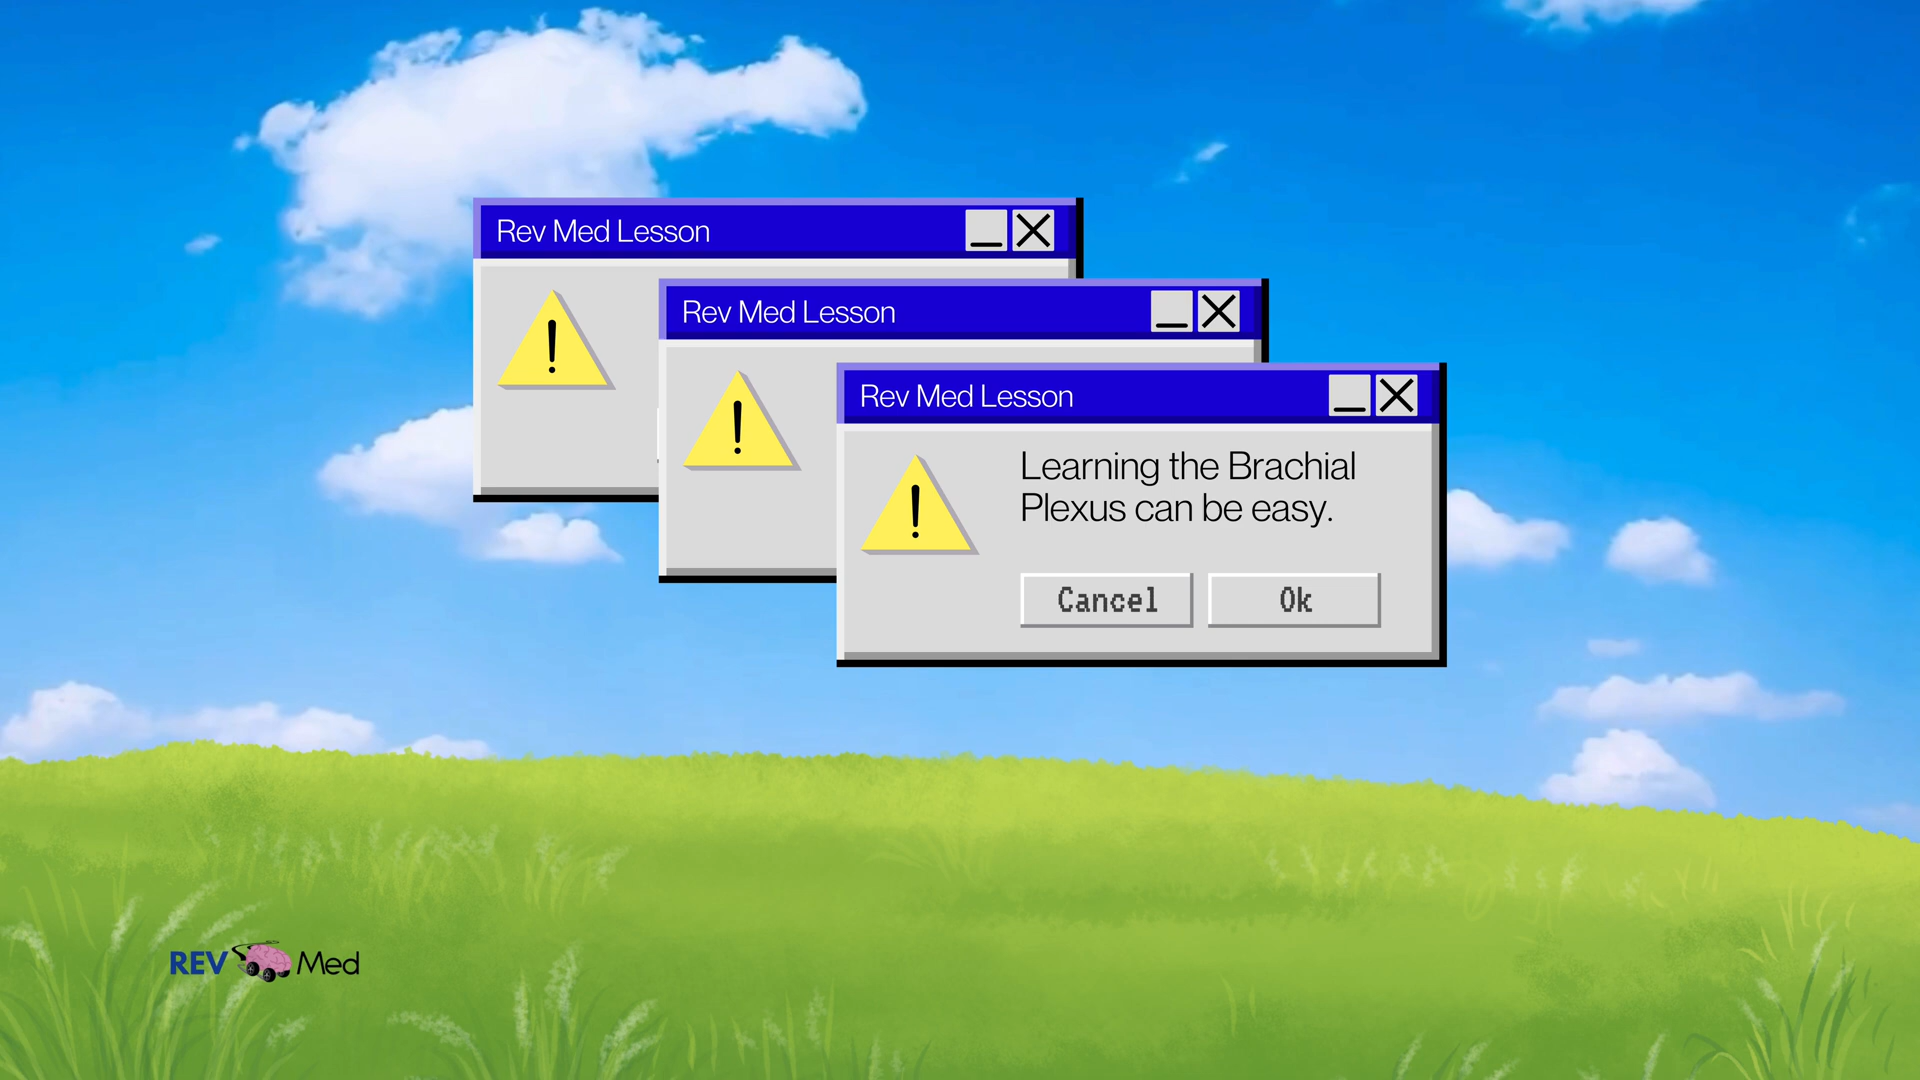 Rev Med Lesson
Rev Med Lesson
Rev Med Lesson
Learning the Brachial
Plexus can be easy.
Cancel Ok
REV Med